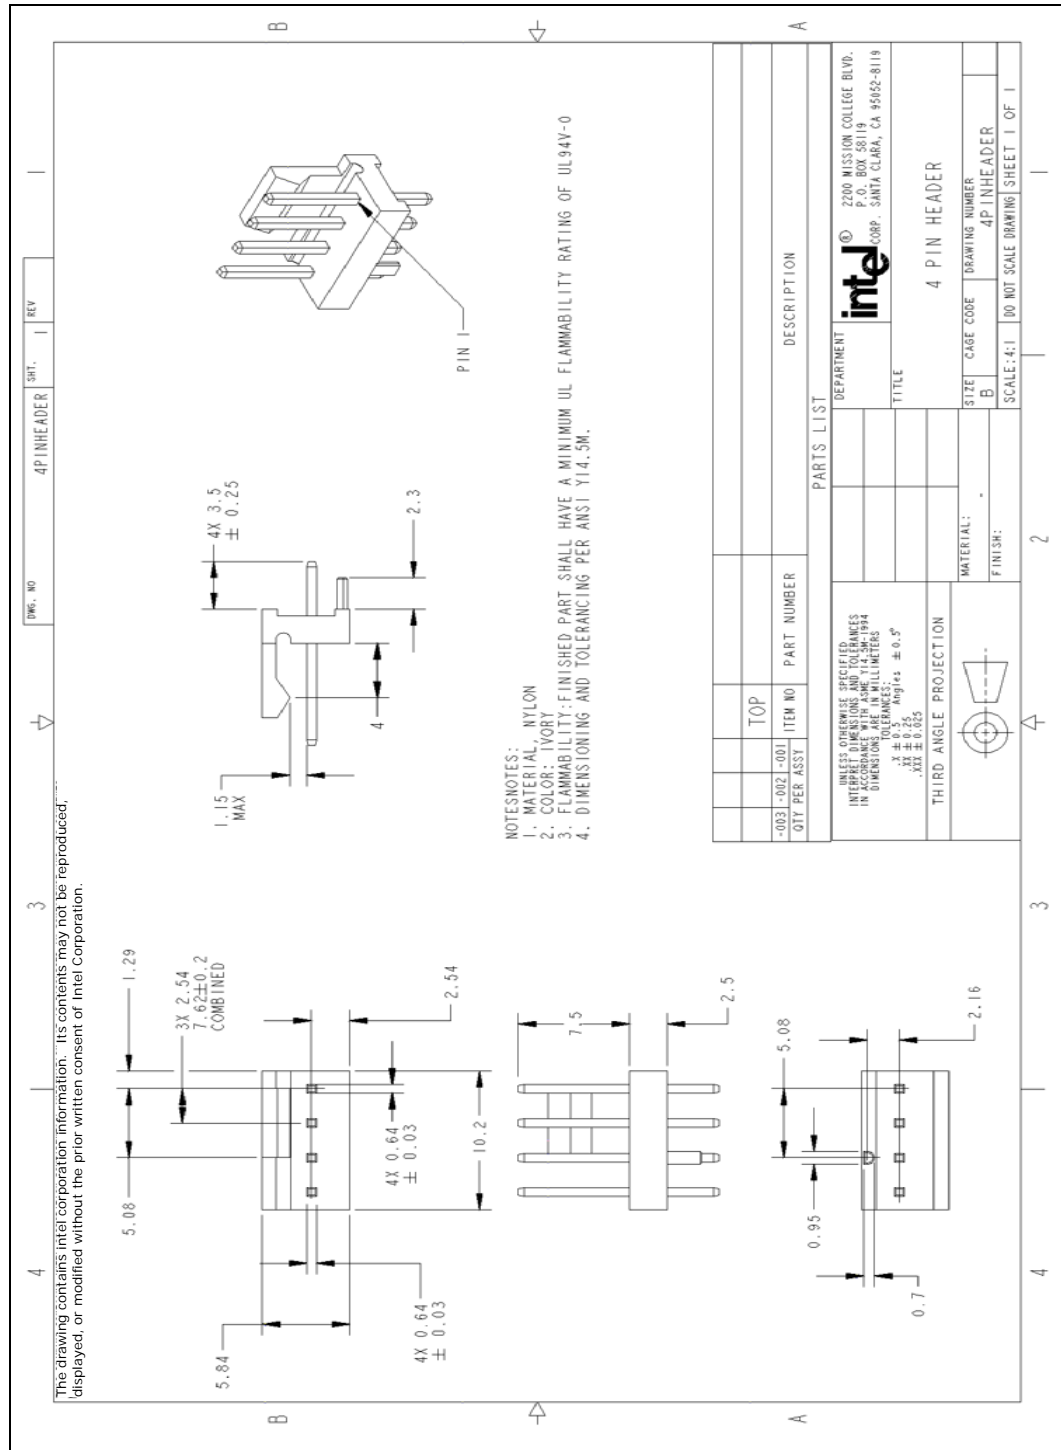 The drawing contains intel corporation information. Its contents may not be reproduced,
displayed, or modified without the prior written consent of Intel Corporation.
DWG. NO
4PINHEADER
SHT.
1
REV
4
3
2
1
B
B
A
A
4
3
2
1
5.08
1.29
3X 2.54
7.62±0.2
COMBINED
5.84
4X 0.64
± 0.03
4X 0.64
± 0.03
2.54
10.2
7.5
2.5
5.08
0.95
0.7
2.16
1.15
MAX
4
4X 3.5
± 0.25
2.3
PIN 1
NOTESNOTES:
1. MATERIAL, NYLON
2. COLOR: IVORY
3. FLAMMABILITY:FINISHED PART SHALL HAVE A MINIMUM UL FLAMMABILITY RATING OF UL94V-0
4. DIMENSIONING AND TOLERANCING PER ANSI Y14.5M.
TOP
-003 -002 -001 ITEM NO PART NUMBER DESCRIPTION
QTY PER ASSY
PARTS LIST
UNLESS OTHERWISE SPECIFIED
INTERPRET DIMENSIONS AND TOLERANCES
IN ACCORDANCE WITH ASME Y14.5M-1994
DIMENSIONS ARE IN MILLIMETERS
TOLERANCES:
.X ± 0.5 Angles ±0.5°
.XX ± 0.25
.XXX ± 0.025
THIRD ANGLE PROJECTION
MATERIAL: -
FINISH:
DEPARTMENT
intel®
CORP.
2200 MISSION COLLEGE BLVD.
P.O. BOX 58119
SANTA CLARA, CA 95052-8119
TITLE
4 PIN HEADER
SIZE
B
CAGE CODE
DRAWING NUMBER
4PINHEADER
SCALE:4:1
DO NOT SCALE DRAWING
SHEET 1 OF 1